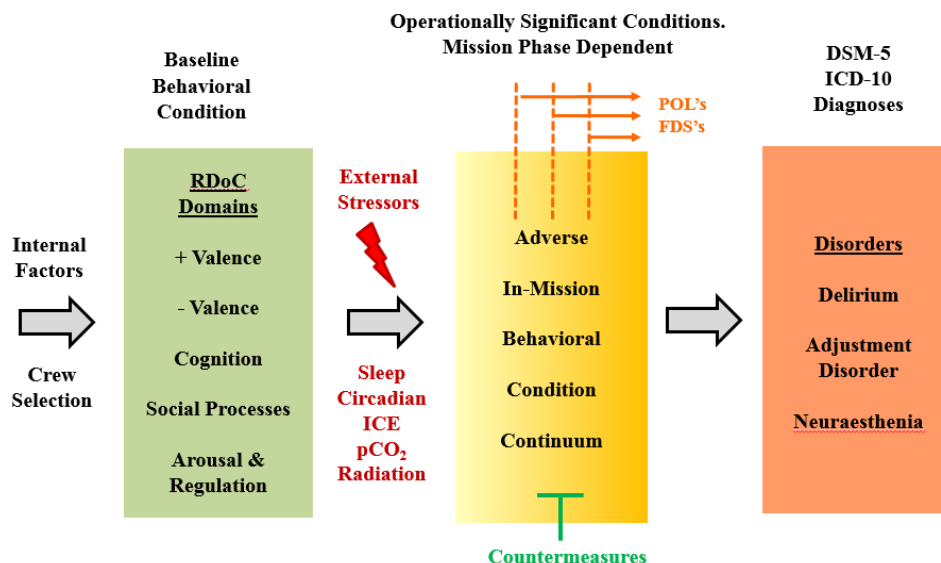 Operationally Significant Conditions.
Mission Phase Dependent
Baseline
Behavioral
Condition
DSM-5
ICD-10
Diagnoses
POL's
FDS's
Internal
Factors
Crew
Selection
RDoC
Domains
+ Valence
- Valence
Cognition
Social Processes
Arousal &
Regulation
External
Stressors
Sleep
Circadian
ICE
pCO₂
Radiation
Adverse
In-Mission
Behavioral
Condition
Continuum
Countermeasures
Disorders
Delirium
Adjustment
Disorder
Neuraesthenia